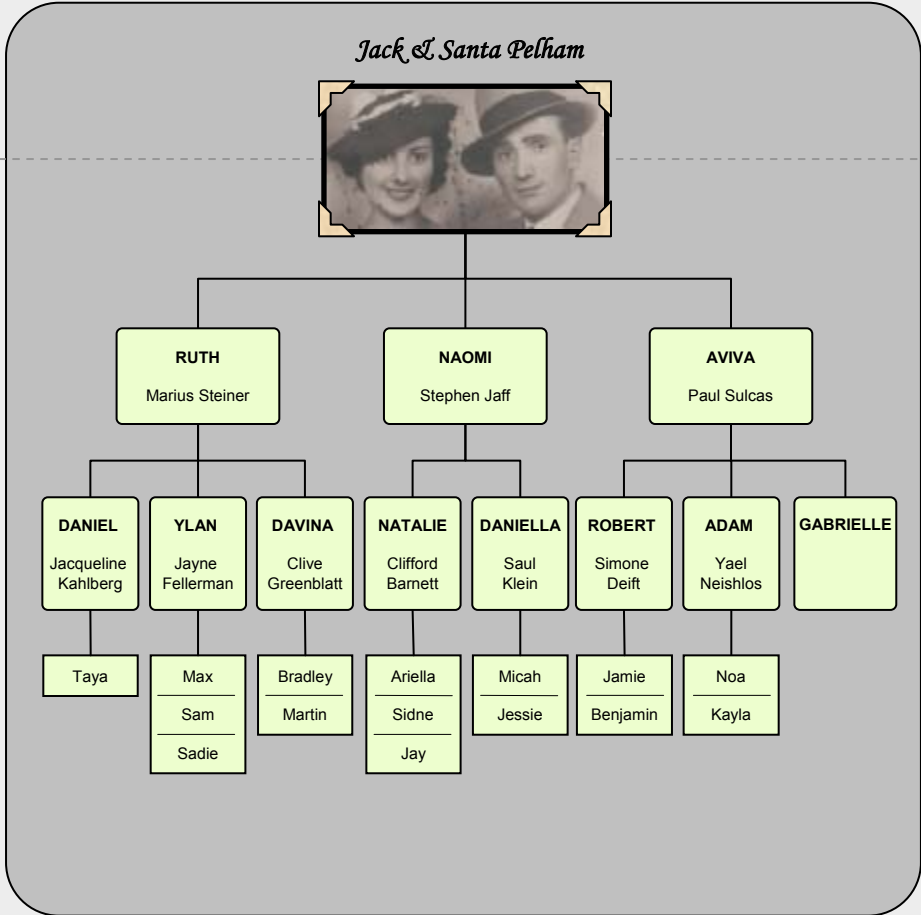 Jack & Santa Pelham
RUTH
Marius Steiner
NAOMI
Stephen Jaff
AVIVA
Paul Sulcas
DANIEL
Jacqueline
Kahlberg
YLAN
Jayne
Fellerman
DAVINA
Clive
Greenblatt
NATALIE
Clifford
Barnett
DANIELLA
Saul
Klein
ROBERT
Simone
Deift
ADAM
Yael
Neishlos
GABRIELLE
Taya
Max
Sam
Sadie
Bradley
Martin
Ariella
Sidne
Jay
Micah
Jessie
Jamie
Benjamin
Noa
Kayla